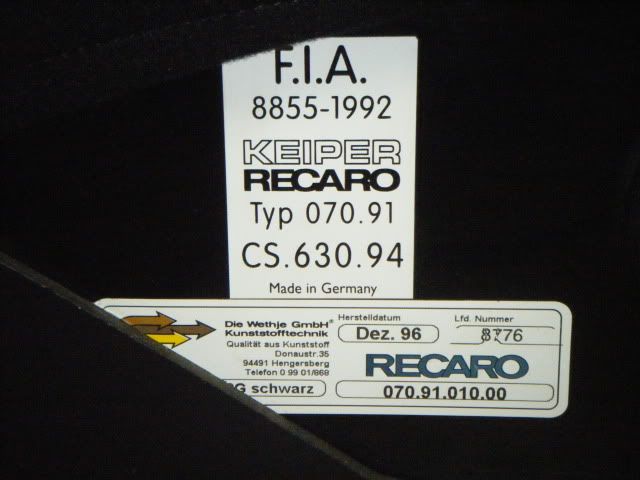 F.I.A.
8855-1992
KEIPER
RECARO
Typ 070.91
CS.630.94
Made in Germany
Die Wethje GmbH®
Kunststofftechnik
Qualität aus Kunststoff
Donaustr.35
94491 Hengersberg
Telefon 0 99 01/868
Herstelldatum
Dez. 96
Lfd. Nummer
8776
RECARO
schwarz
070.91.010.00